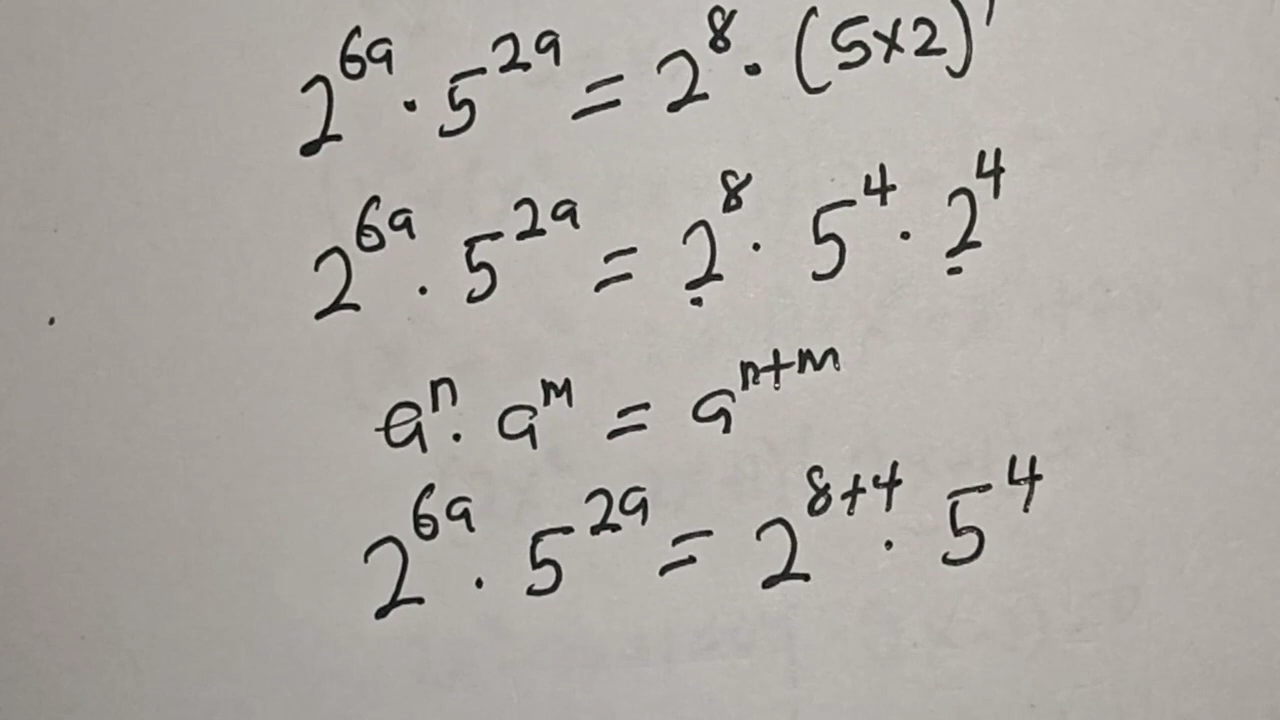 2^{6a} · 5^{2a} = 2^8 · (5×2)
2^{6a} · 5^{2a} = 2^8 · 5^4 · 2^4
a^n · a^m = a^{n+m}
2^{6a} · 5^{2a} = 2^{8+4} · 5^4